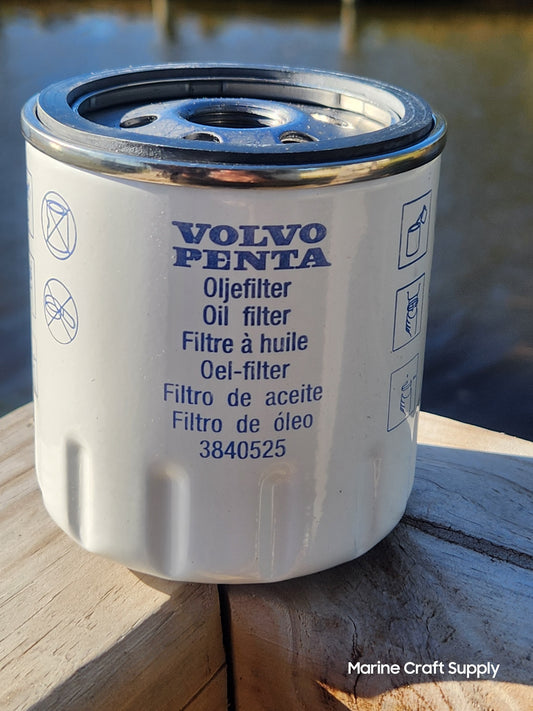 VOLVO
PENTA
Oljefilter
Oil filter
Filtre à huile
Oel-filter
Filtro de aceite
Filtro de óleo
3840525
Marine Craft Supply